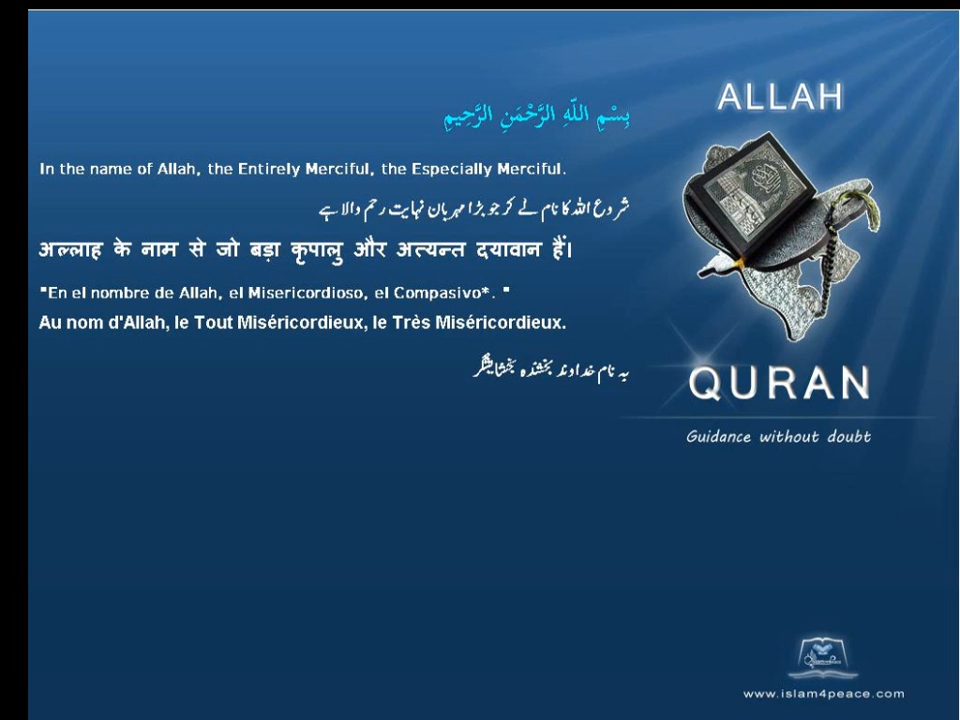 بِسْمِ اللَّهِ الرَّحْمَنِ الرَّحِيمِ
In the name of Allah, the Entirely Merciful, the Especially Merciful.
شروع اللہ کا نام لے کر جو بڑا مہربان نہایت رحم والا ہے
अल्लाह के नाम से जो बड़ा कृपालु और अत्यन्त दयावान हैं।
"En el nombre de Allah, el Misericordioso, el Compasivo*. "
Au nom d'Allah, le Tout Miséricordieux, le Très Miséricordieux.
به نام خداوند بخشنده بخشایشگر
ALLAH
QURAN
Guidance without doubt
www.islam4peace.com